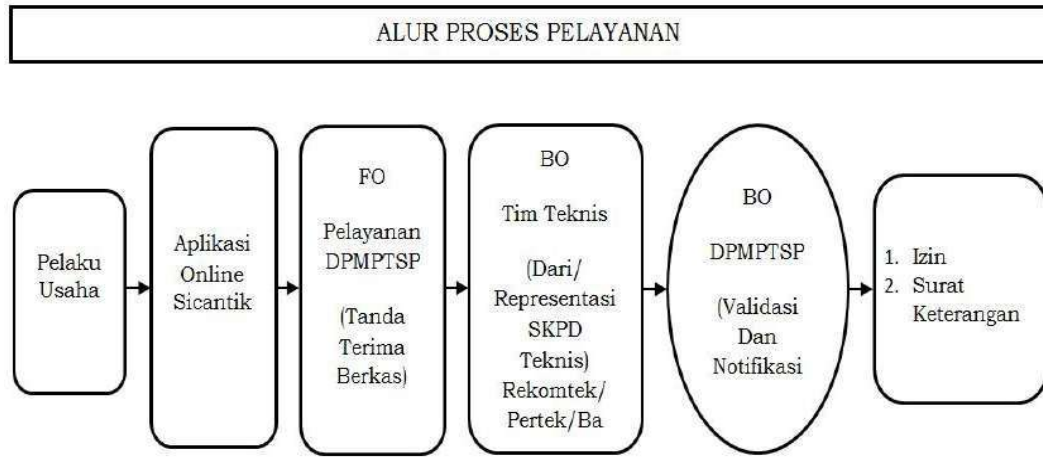 ALUR PROSES PELAYANAN
Pelaku
Usaha
Aplikasi
Online
Sicantik
FO
Pelayanan
DPMPTSP
(Tanda
Terima
Berkas)
BO
Tim Teknis
(Dari/
Representasi
SKPD
Teknis)
Rekomtek/
Pertek/Ba
BO
DPMPTSP
(Validasi
Dan
Notifikasi
1. Izin
2. Surat
Keterangan